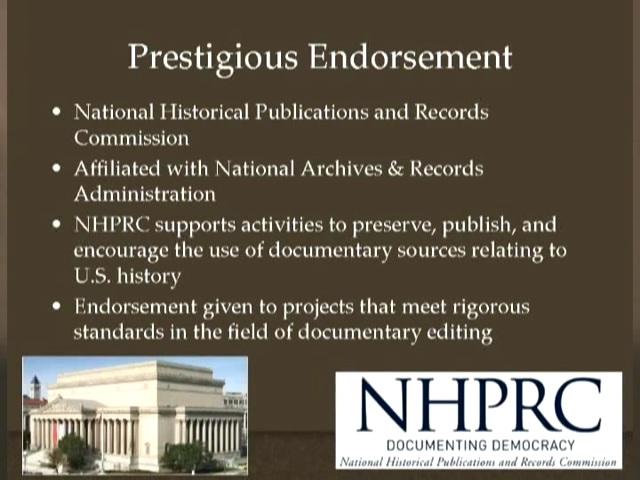 Prestigious Endorsement
• National Historical Publications and Records
Commission
• Affiliated with National Archives & Records
Administration
• NHPRC supports activities to preserve, publish, and
encourage the use of documentary sources relating to
U.S. history
• Endorsement given to projects that meet rigorous
standards in the field of documentary editing
NHPRC
DOCUMENTING DEMOCRACY
National Historical Publications and Records Commission